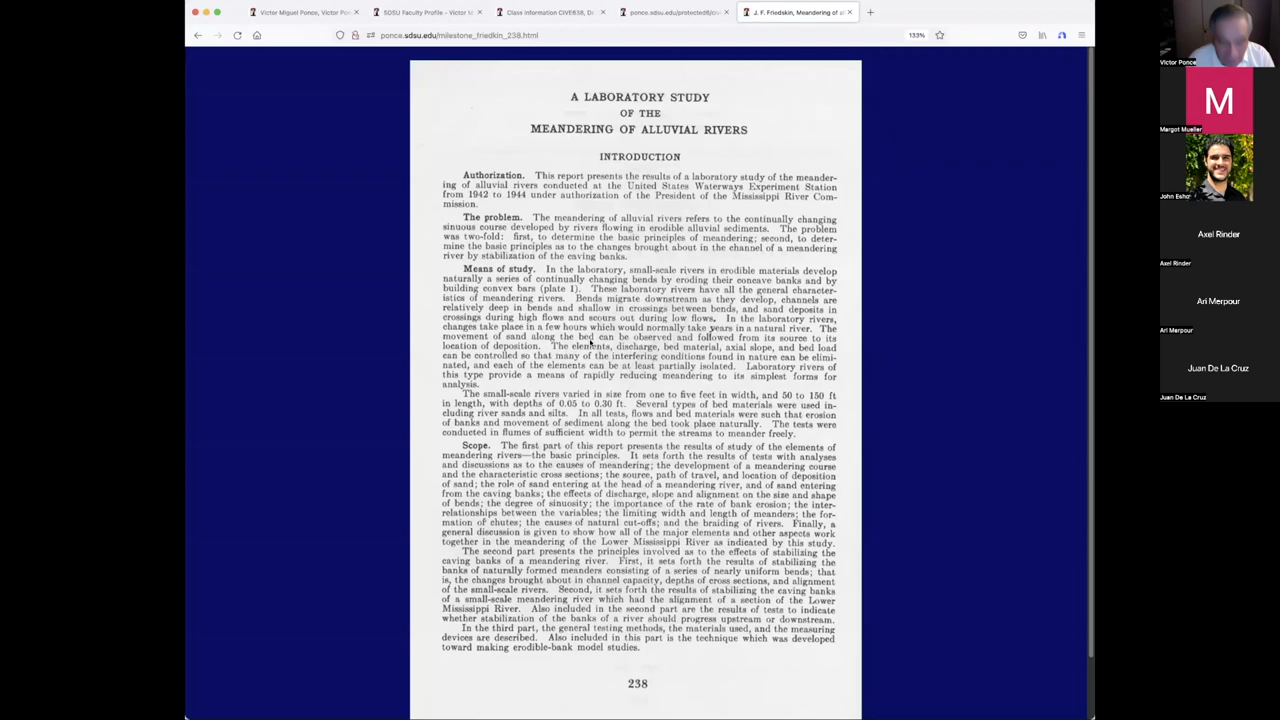 Victor Miguel Ponce, Victor Pon
SDSU Faculty Profile – Victor M
Class Information CIVE638, D
ponce.sdsu.edu/protected6/civ
J. F. Friedskin, Meandering of al
ponce.sdsu.edu/milestone_friedkin_238.html
133%
A LABORATORY STUDY
OF THE
MEANDERING OF ALLUVIAL RIVERS
INTRODUCTION
Authorization. This report presents the results of a laboratory study of the meander-
ing of alluvial rivers conducted at the United States Waterways Experiment Station
from 1942 to 1944 under authorization of the President of the Mississippi River Com-
mission.
The problem. The meandering of alluvial rivers refers to the continually changing
sinuous course developed by rivers flowing in erodible alluvial sediments. The problem
was two-fold: first, to determine the basic principles of meandering; second, to deter-
mine the basic principles as to the changes brought about in the channel of a meandering
river by stabilization of the caving banks.
Means of study. In the laboratory, small-scale rivers in erodible materials develop
naturally a series of continually changing bends by eroding their concave banks and by
building convex bars (plate 1). These laboratory rivers have all the general character-
istics of meandering rivers. Bends migrate downstream as they develop, channels are
relatively deep in bends and shallow in crossings between bends, and sand deposits in
crossings during high flows and scours out during low flows. In the laboratory rivers,
changes take place in a few hours which would normally take years in a natural river. The
movement of sand along the bed can be observed and followed from its source to its
location of deposition. The elements, discharge, bed material, axial slope, and bed load
can be controlled so that many of the interfering conditions found in nature can be elimi-
nated, and each of the elements can be at least partially isolated. Laboratory rivers of
this type provide a means of rapidly reducing meandering to its simplest forms for
analysis.
The small-scale rivers varied in size from one to five feet in width, and 50 to 150 ft
in length, with depths of 0.05 to 0.30 ft. Several types of bed materials were used in-
cluding river sands and silts. In all tests, flows and bed materials were such that erosion
of banks and movement of sediment along the bed took place naturally. The tests were
conducted in flumes of sufficient width to permit the streams to meander freely.
Scope. The first part of this report presents the results of study of the elements of
meandering rivers—the basic principles. It sets forth the results of tests with analyses
and discussions as to the causes of meandering; the development of a meandering course
and the characteristic cross sections; the source, path of travel, and location of deposition
of sand; the role of sand entering at the head of a meandering river, and of sand entering
from the caving banks; the effects of discharge, slope and alignment on the size and shape
of bends; the degree of sinuosity; the importance of the rate of bank erosion; the inter-
relationships between the variables; the limiting width and length of meanders; the for-
mation of chutes; the causes of natural cut-offs; and the braiding of rivers. Finally, a
general discussion is given to show how all of the major elements and other aspects work
together in the meandering of the Lower Mississippi River as indicated by this study.
The second part presents the principles involved as to the effects of stabilizing the
caving banks of a meandering river. First, it sets forth the results of stabilizing the
banks of naturally formed meanders consisting of a series of nearly uniform bends; that
is, the changes brought about in channel capacity, depths of cross sections, and alignment
of the small-scale rivers. Second, it sets forth the results of stabilizing the caving banks
of a small-scale meandering river which had the alignment of a section of the Lower
Mississippi River. Also included in the second part are the results of tests to indicate
whether stabilization of the banks of a river should progress upstream or downstream.
In the third part, the general testing methods, the materials used, and the measuring
devices are described. Also included in this part is the technique which was developed
toward making erodible-bank model studies.
238
Victor Ponce
M
Margot Mueller
John Esho
Axel Rinder
Axel Rinder
Ari Merpour
Ari Merpour
Juan De La Cruz
Juan De La Cruz